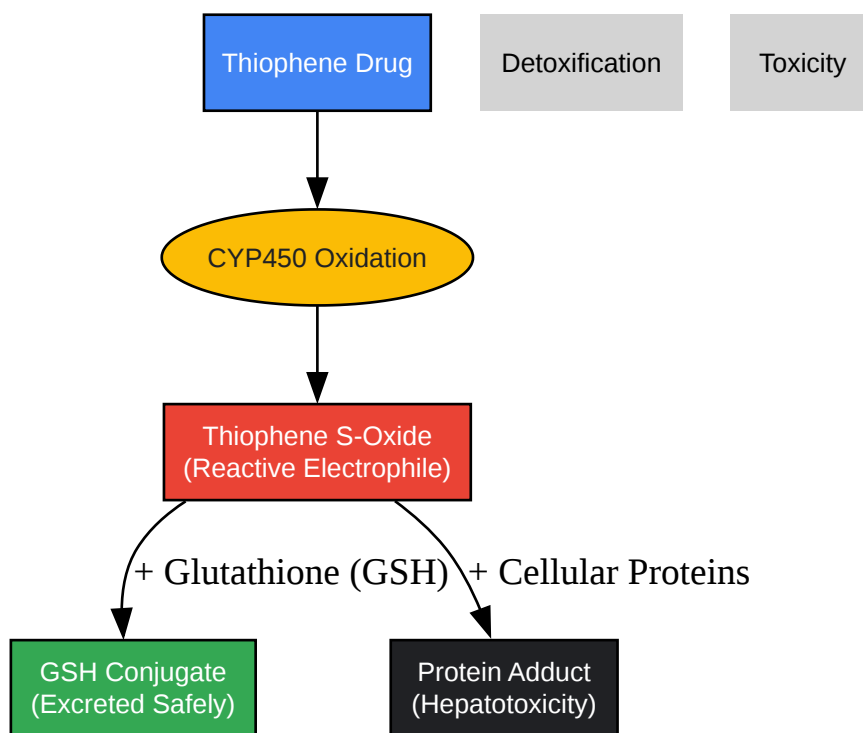 Thiophene Drug
Detoxification
Toxicity
CYP450 Oxidation
Thiophene S-Oxide
(Reactive Electrophile)
+ Glutathione (GSH)
+ Cellular Proteins
GSH Conjugate
(Excreted Safely)
Protein Adduct
(Hepatotoxicity)